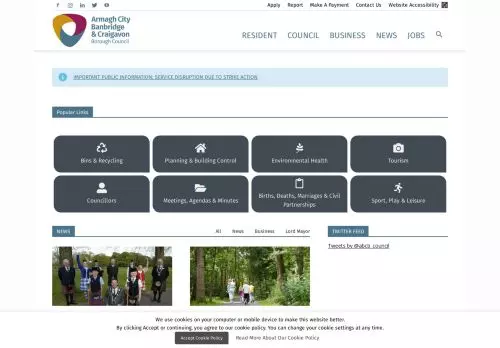 Apply Report Make A Payment Contact Us Website Accessibility
Armagh City
Banbridge
& Craigavon
Borough Council
RESIDENT COUNCIL BUSINESS NEWS JOBS
IMPORTANT PUBLIC INFORMATION: SERVICE DISRUPTION DUE TO STRIKE ACTION
Popular Links
Bins & Recycling
Planning & Building Control
Environmental Health
Tourism
Councillors
Meetings, Agendas & Minutes
Births, Deaths, Marriages & Civil
Partnerships
Sport, Play & Leisure
NEWS
All News Business Lord Mayor
TWITTER FEED
Tweets by @abcb_council
We use cookies on your computer or mobile device to make this website better.
By clicking Accept or continuing, you agree to our cookie policy. You can change your cookie settings at any time.
Accept Cookie Policy
Read More About Our Cookie Policy